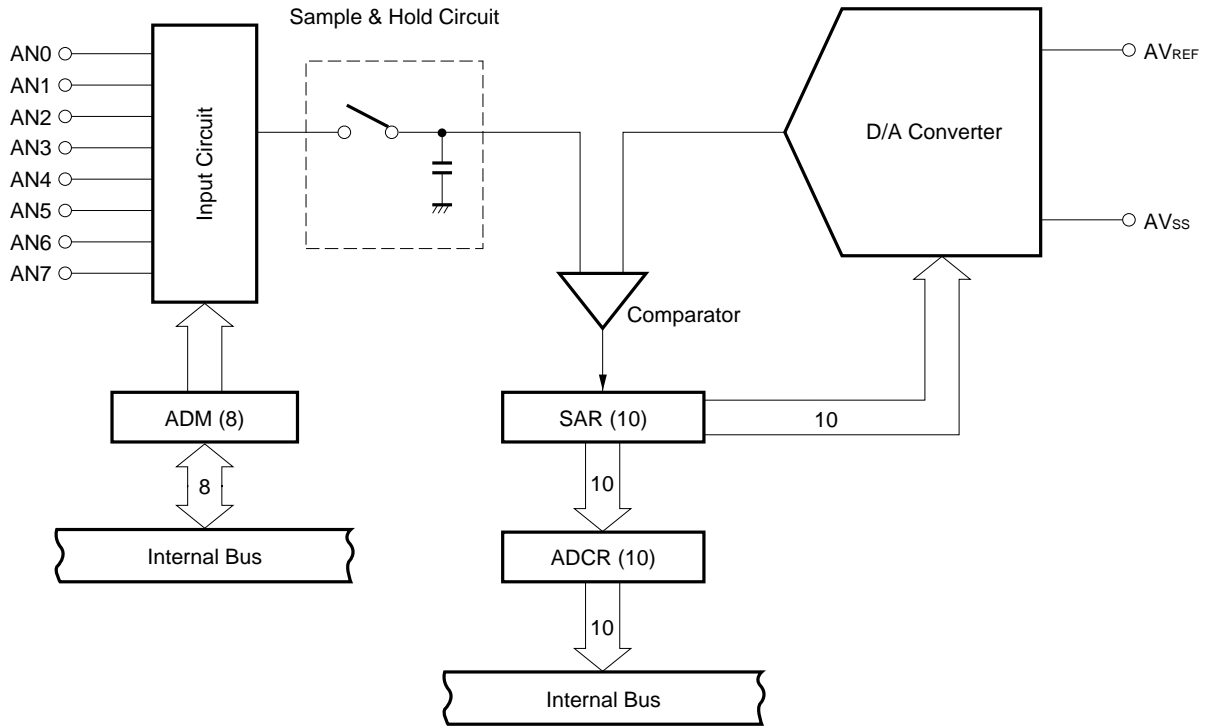 Sample & Hold Circuit
AN0
AN1
AN2
AN3
AN4
AN5
AN6
AN7
Input Circuit
D/A Converter
AVREF
AVSS
Comparator
ADM (8)
SAR (10)
10
8
10
Internal Bus
ADCR (10)
10
Internal Bus